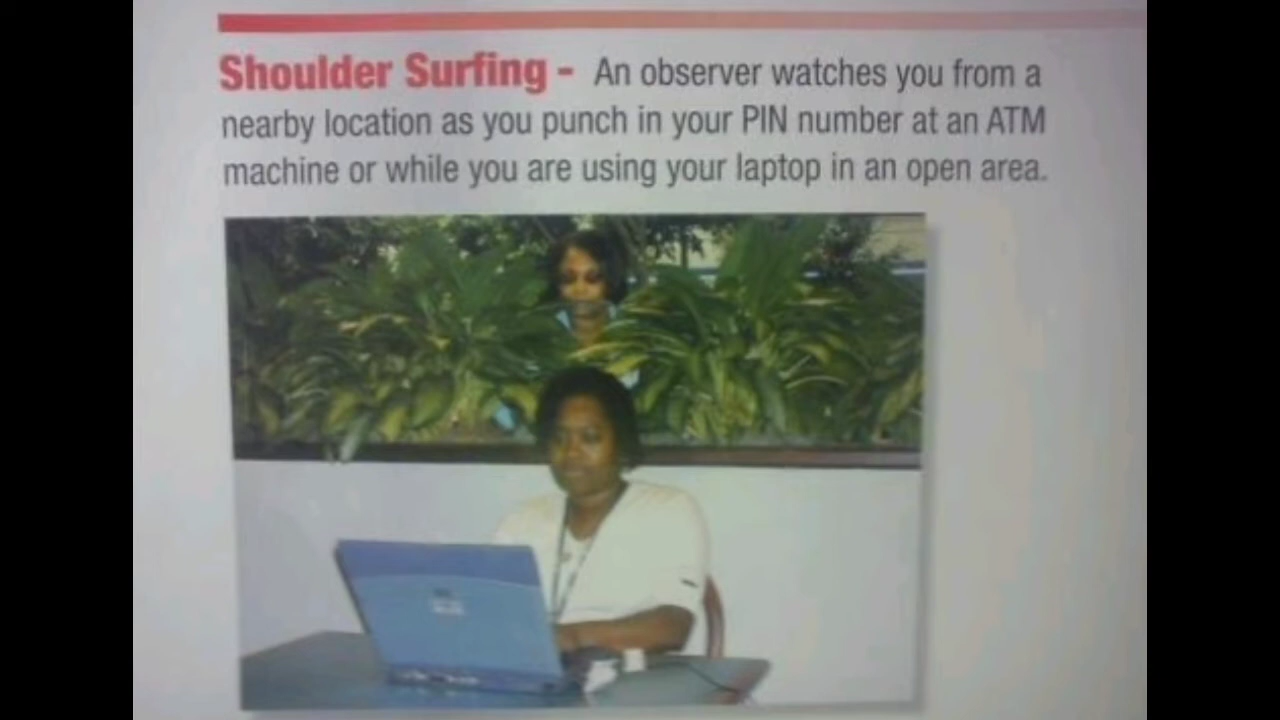 Shoulder Surfing - An observer watches you from a
nearby location as you punch in your PIN number at an ATM
machine or while you are using your laptop in an open area.